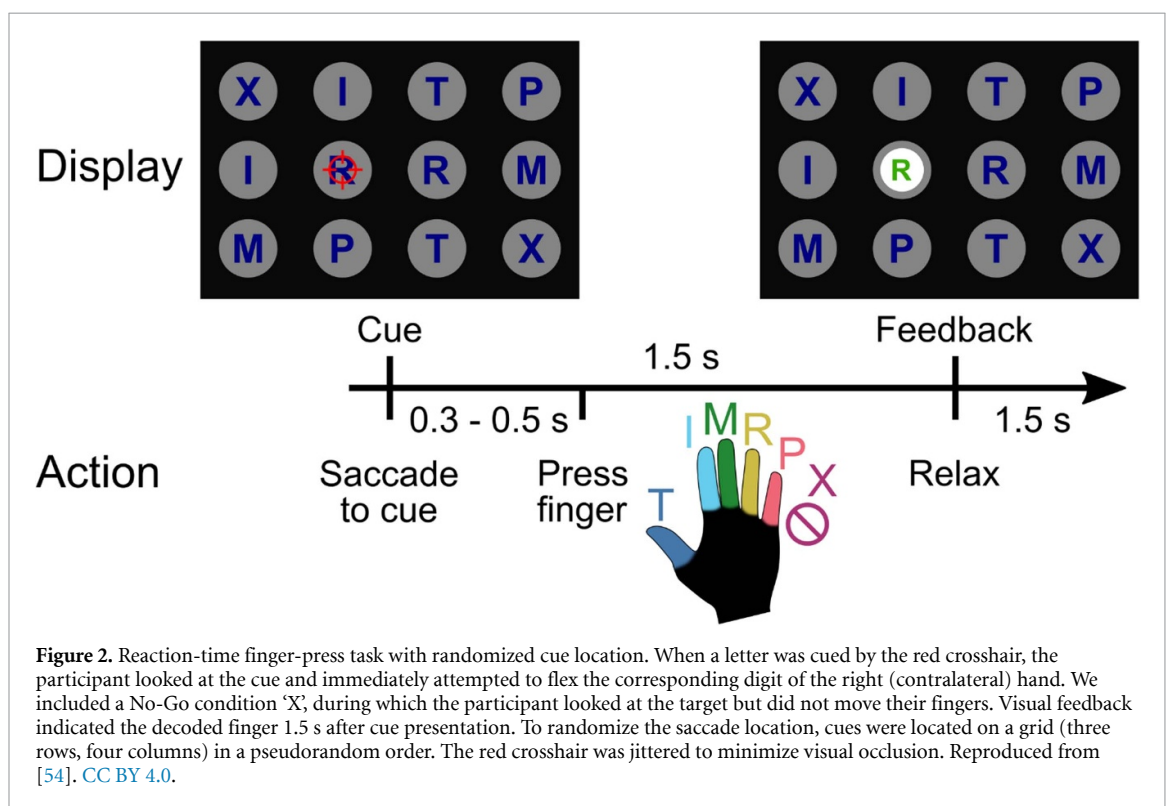 X I T P X I T P
Display I R R M I R R M
M P T X M P T X
Cue Feedback
1.5 s
0.3 - 0.5 s 1.5 s
Action Saccade to cue Press finger T I M R P X Relax
Figure 2. Reaction-time finger-press task with randomized cue location. When a letter was cued by the red crosshair, the
participant looked at the cue and immediately attempted to flex the corresponding digit of the right (contralateral) hand. We
included a No-Go condition ‘X’, during which the participant looked at the target but did not move their fingers. Visual feedback
indicated the decoded finger 1.5 s after cue presentation. To randomize the saccade location, cues were located on a grid (three
rows, four columns) in a pseudorandom order. The red crosshair was jittered to minimize visual occlusion. Reproduced from
[54]. CC BY 4.0.